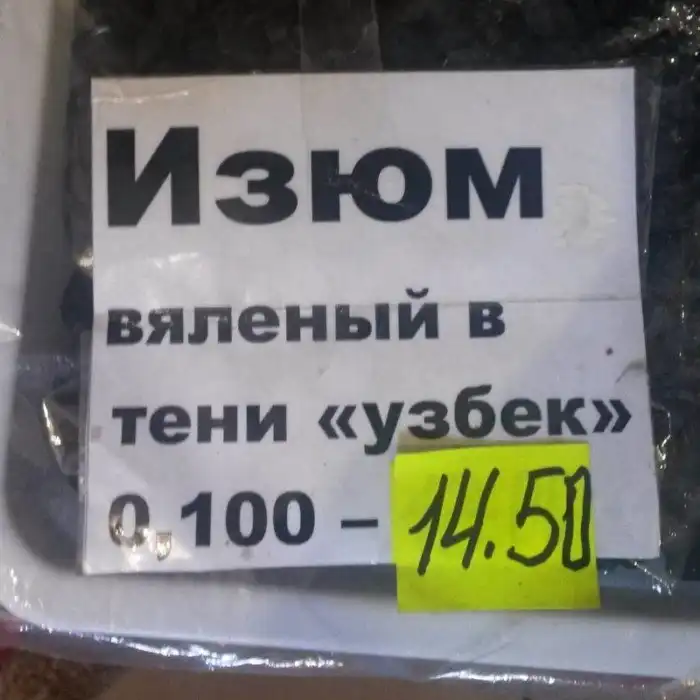 Изюм
вяленый в
тени «узбек»
0,100 – 14.50